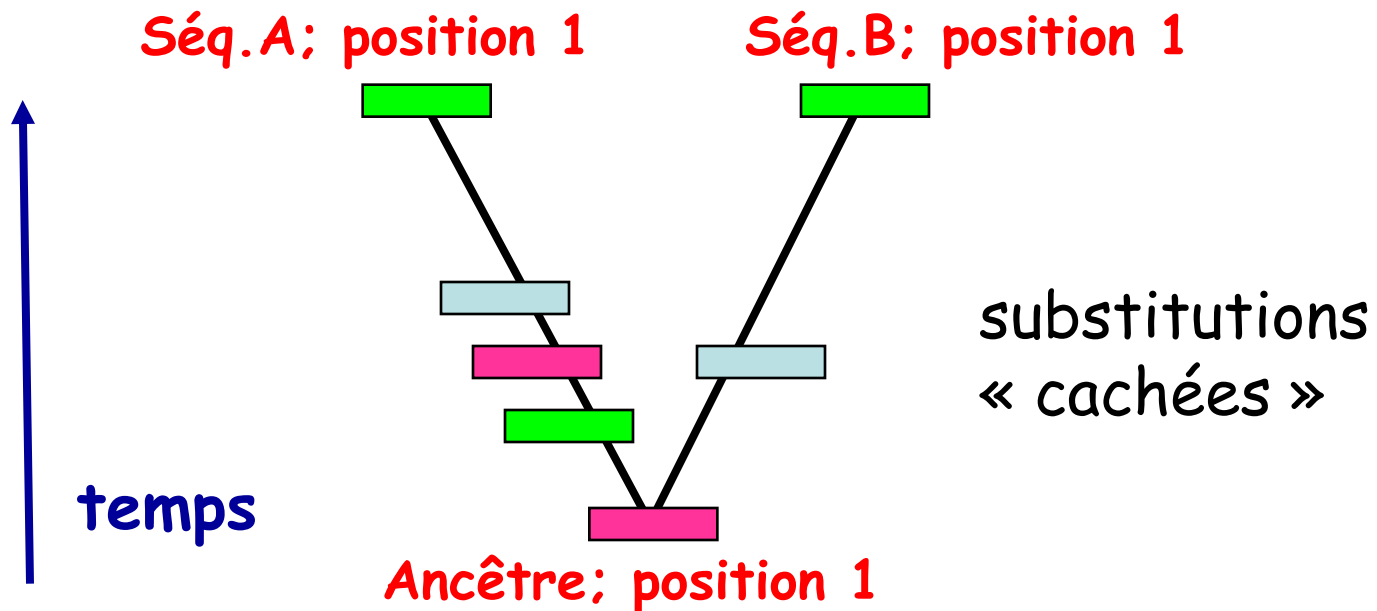 Séq.A; position 1
Séq.B; position 1
substitutions
« cachées »
temps
Ancêtre; position 1